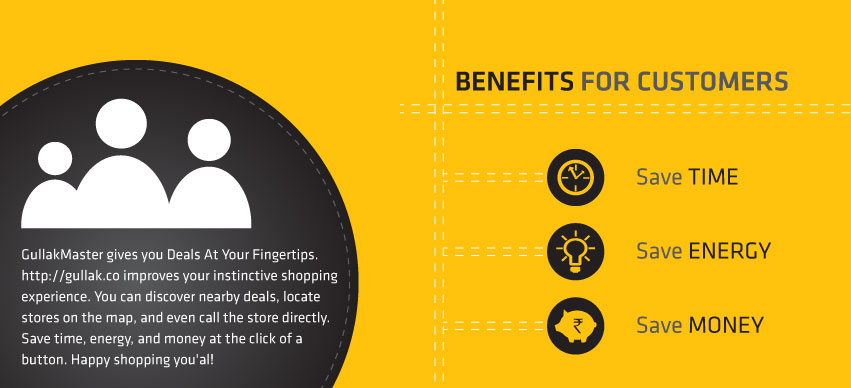 BENEFITS FOR CUSTOMERS
Save TIME
Save ENERGY
₹
Save MONEY
GullakMaster gives you Deals At Your Fingertips.
http://gullak.co improves your instinctive shopping
experience. You can discover nearby deals, locate
stores on the map, and even call the store directly.
Save time, energy, and money at the click of a
button. Happy shopping you'al!